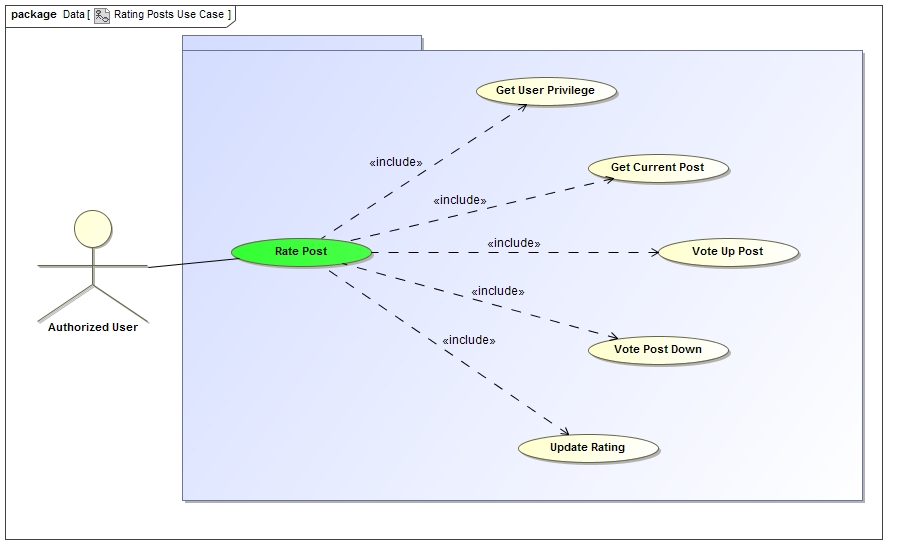 package Data [ Rating Posts Use Case ]
Get User Privilege
«include»
Get Current Post
«include»
Rate Post
«include»
Vote Up Post
«include»
Authorized User
«include»
Vote Post Down
Update Rating